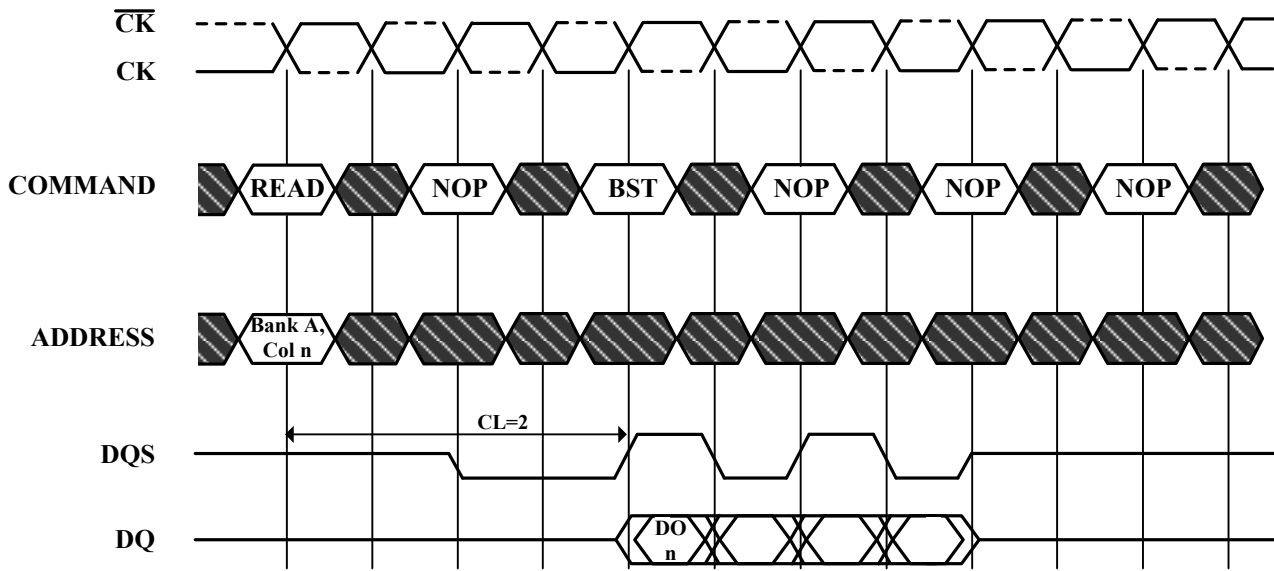 CK
CK
COMMAND READ NOP BST NOP NOP NOP
ADDRESS Bank A,
Col n
CL=2
DQS
DQ DO
n